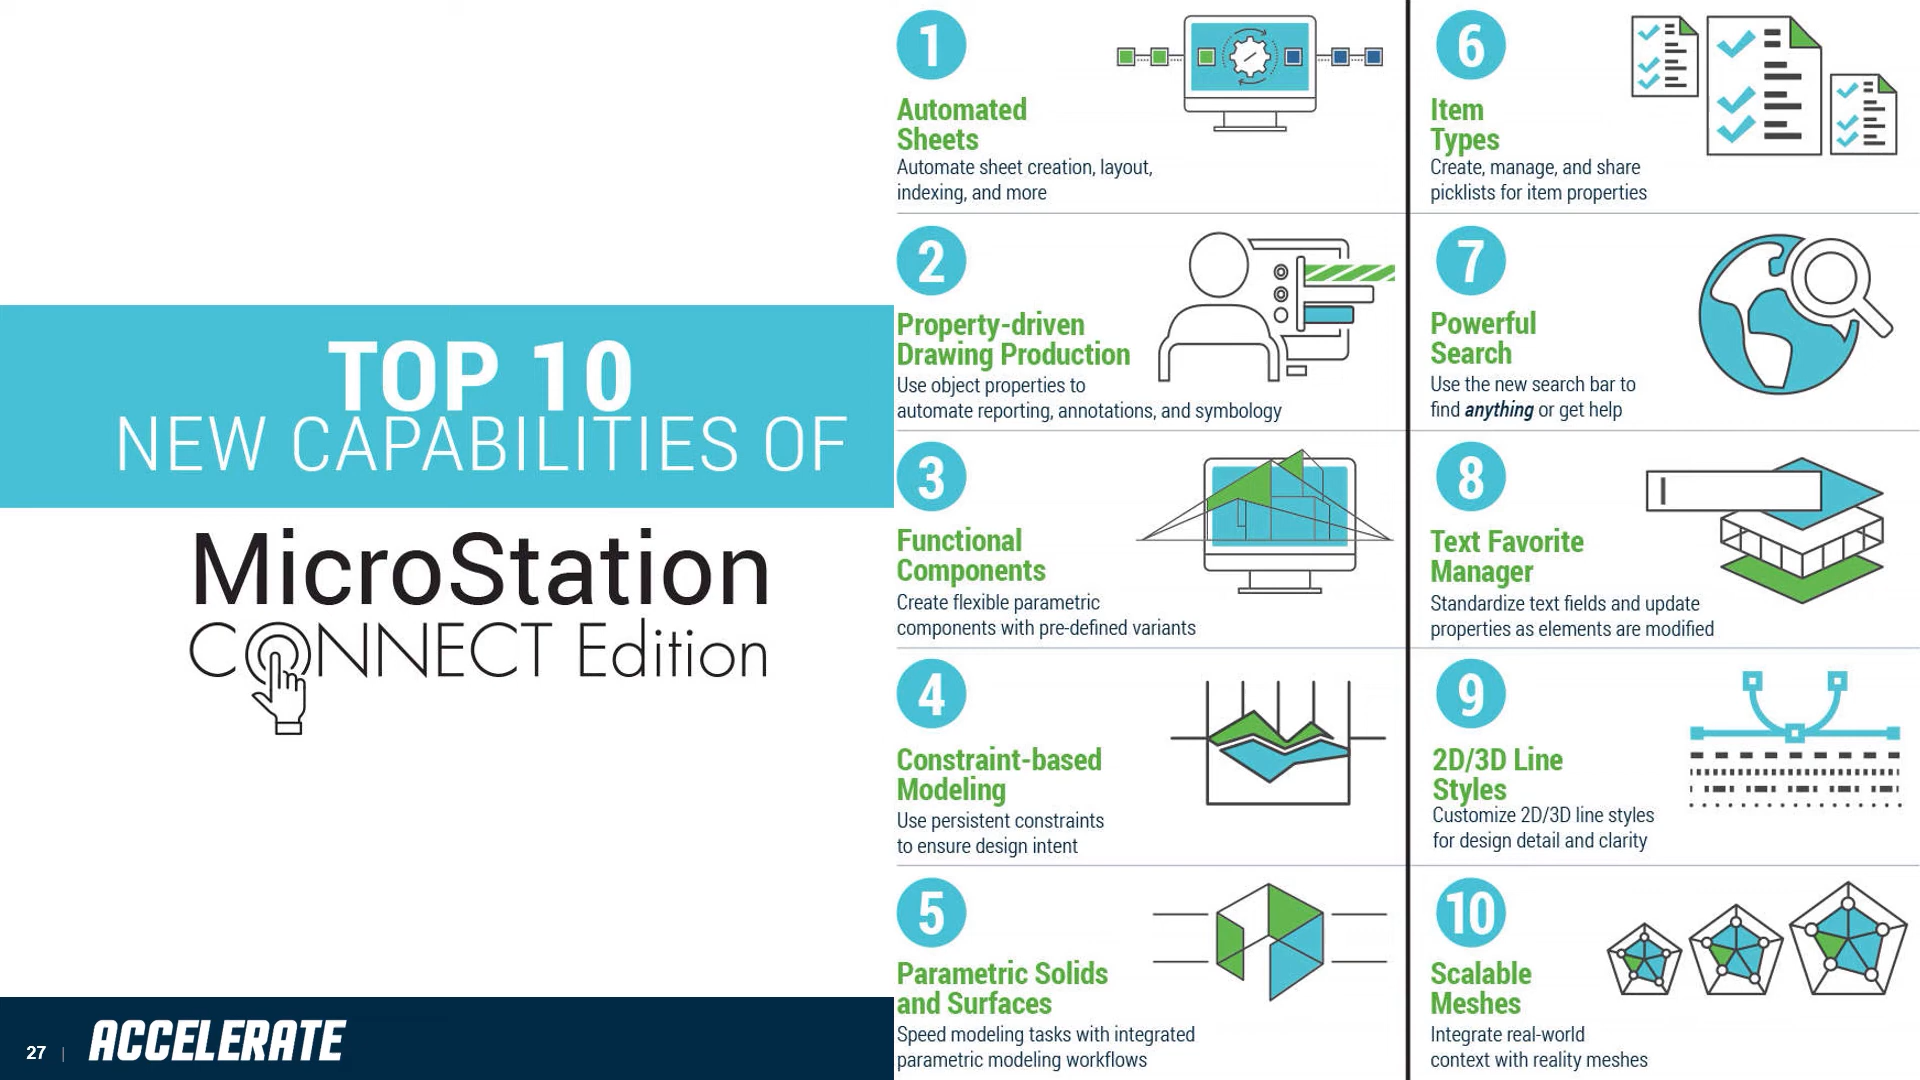 TOP 10
NEW CAPABILITIES OF
MicroStation
CONNECT Edition
27 |
ACCELERATE
1
Automated
Sheets
Automate sheet creation, layout,
indexing, and more
2
Property-driven
Drawing Production
Use object properties to
automate reporting, annotations, and symbology
3
Functional
Components
Create flexible parametric
components with pre-defined variants
4
Constraint-based
Modeling
Use persistent constraints
to ensure design intent
5
Parametric Solids
and Surfaces
Speed modeling tasks with integrated
parametric modeling workflows
6
Item
Types
Create, manage, and share
picklists for item properties
7
Powerful
Search
Use the new search bar to
find anything or get help
8
Text Favorite
Manager
Standardize text fields and update
properties as elements are modified
9
2D/3D Line
Styles
Customize 2D/3D line styles
for design detail and clarity
10
Scalable
Meshes
Integrate real-world
context with reality meshes